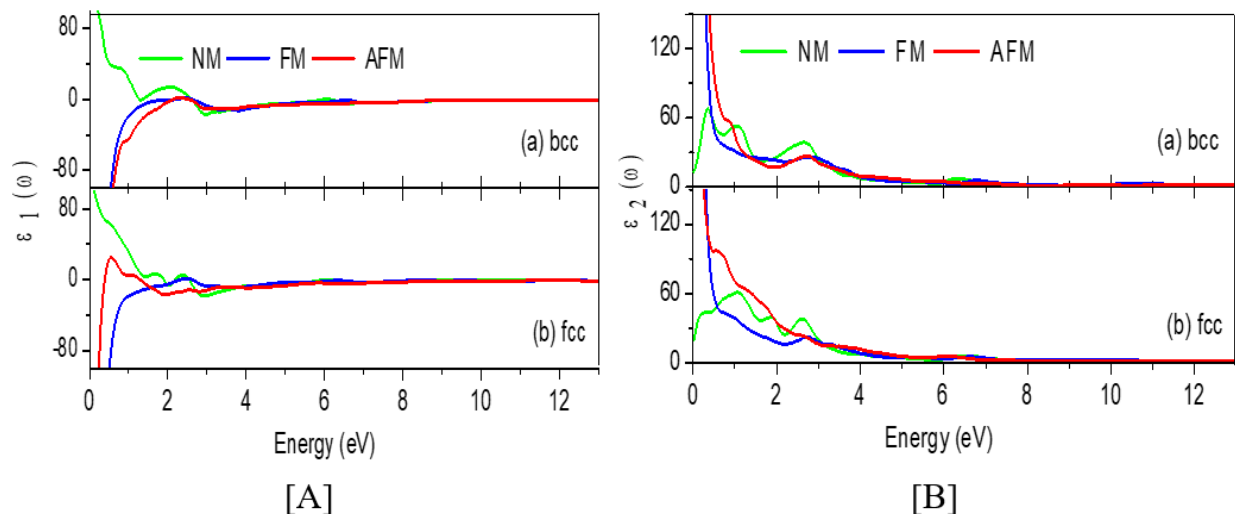 80
0
-80
NM FM AFM
(a) bcc
80
0
-80
(b) fcc
ε 1 (ω)
0 2 4 6 8 10 12
Energy (eV)
[A]
120
60
0
NM FM AFM
(a) bcc
120
60
0
(b) fcc
ε 2 (ω)
0 2 4 6 8 10 12
Energy (eV)
[B]